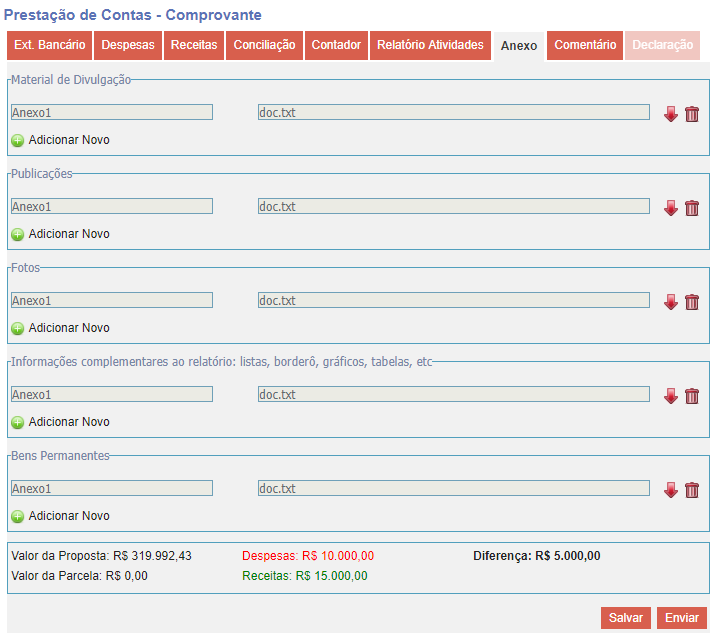 Prestação de Contas - Comprovante
Ext. Bancário Despesas Receitas Conciliação Contador Relatório Atividades Anexo Comentário Declaração
Material de Divulgação
Anexo1 doc.txt
Adicionar Novo
Publicações
Anexo1 doc.txt
Adicionar Novo
Fotos
Anexo1 doc.txt
Adicionar Novo
Informações complementares ao relatório: listas, borderô, gráficos, tabelas, etc
Anexo1 doc.txt
Adicionar Novo
Bens Permanentes
Anexo1 doc.txt
Adicionar Novo
Valor da Proposta: R$ 319.992,43 Despesas: R$ 10.000,00 Diferença: R$ 5.000,00
Valor da Parcela: R$ 0,00 Receitas: R$ 15.000,00
Salvar Enviar